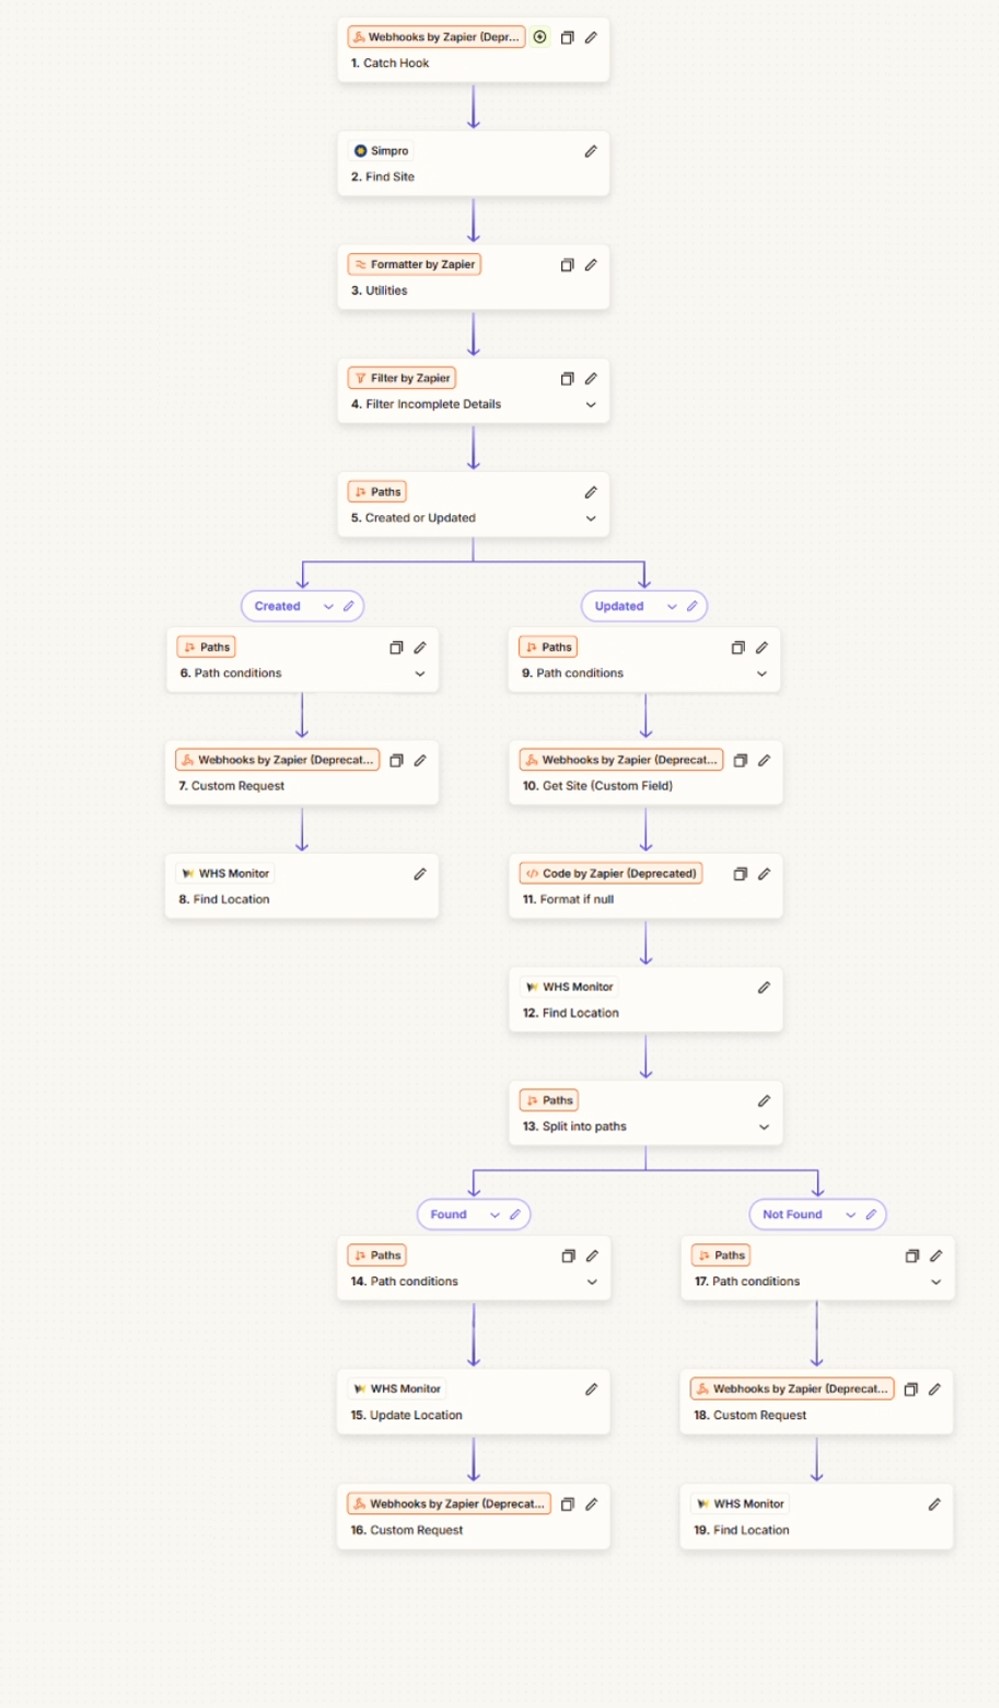 Webhooks by Zapier (Depr...
1. Catch Hook
Simpro
2. Find Site
Formatter by Zapier
3. Utilities
Filter by Zapier
4. Filter Incomplete Details
Paths
5. Created or Updated
Created
Updated
Paths
6. Path conditions
Paths
9. Path conditions
Webhooks by Zapier (Deprecat...
7. Custom Request
Webhooks by Zapier (Deprecat...
10. Get Site (Custom Field)
WHS Monitor
8. Find Location
Code by Zapier (Deprecated)
11. Format if null
WHS Monitor
12. Find Location
Paths
13. Split into paths
Found
Not Found
Paths
14. Path conditions
Paths
17. Path conditions
WHS Monitor
15. Update Location
Webhooks by Zapier (Deprecat...
18. Custom Request
Webhooks by Zapier (Deprecat...
16. Custom Request
WHS Monitor
19. Find Location